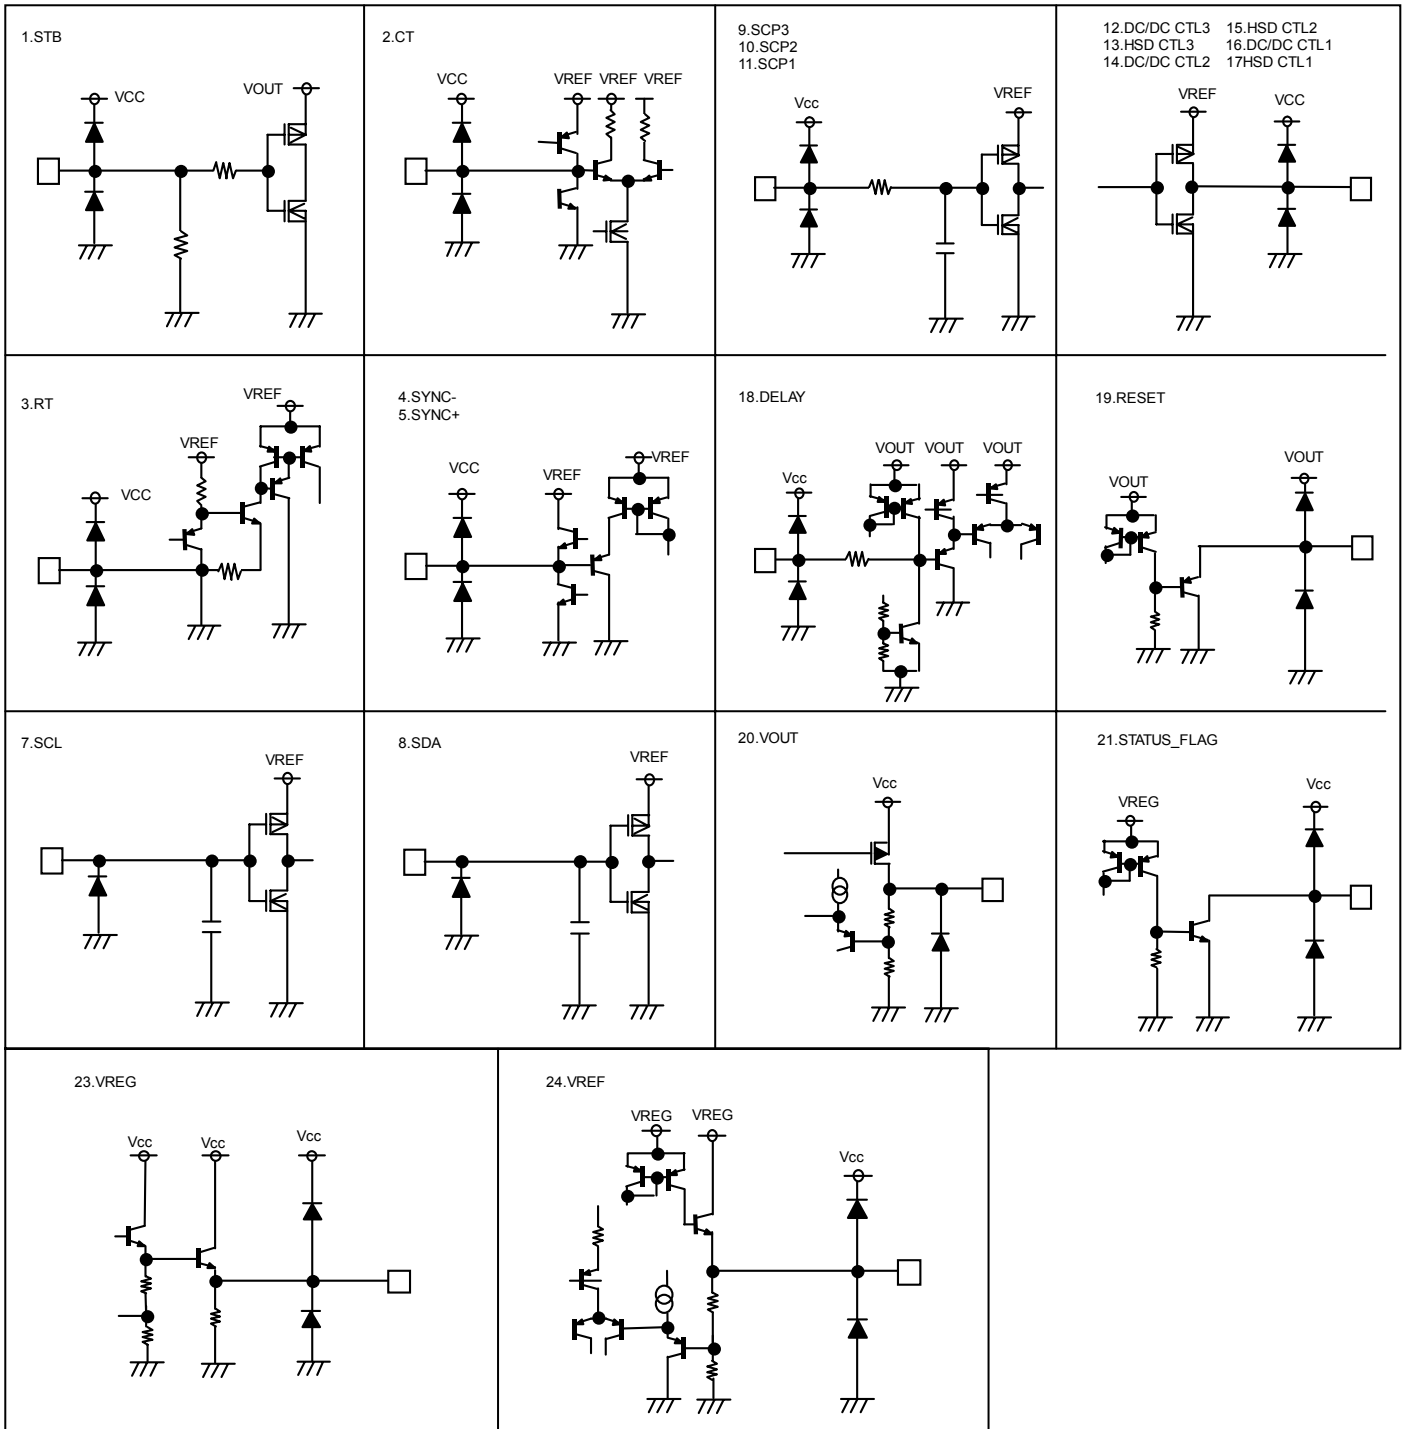 1.STB
VCC
VOUT
2.CT
VCC
VREF VREF VREF
9.SCP3
10.SCP2
11.SCP1
Vcc
VREF
12.DC/DC CTL3 15.HSD CTL2
13.HSD CTL3 16.DC/DC CTL1
14.DC/DC CTL2 17HSD CTL1
VREF
VCC
3.RT
VREF
VREF
VCC
4.SYNC-
5.SYNC+
VCC
VREF
VREF
18.DELAY
VOUT VOUT VOUT
Vcc
19.RESET
VOUT
VOUT
7.SCL
VREF
8.SDA
VREF
20.VOUT
Vcc
21.STATUS_FLAG
Vcc
VREG
23.VREG
Vcc
Vcc
Vcc
24.VREF
VREG VREG
Vcc